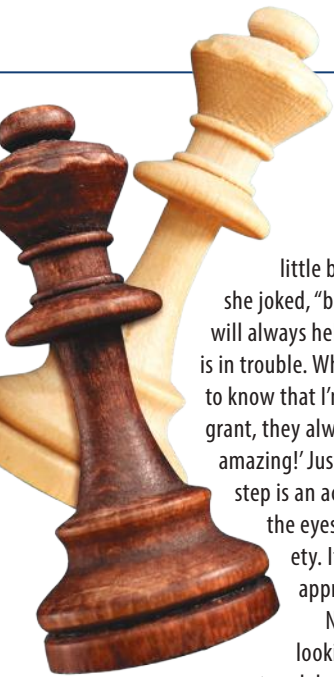 little b
she joked, “b
will always he
is in trouble. Wh
to know that I’m
grant, they alw
amazing!’ Jus
step is an ac
the eyes
ety. I
appr
N
looki